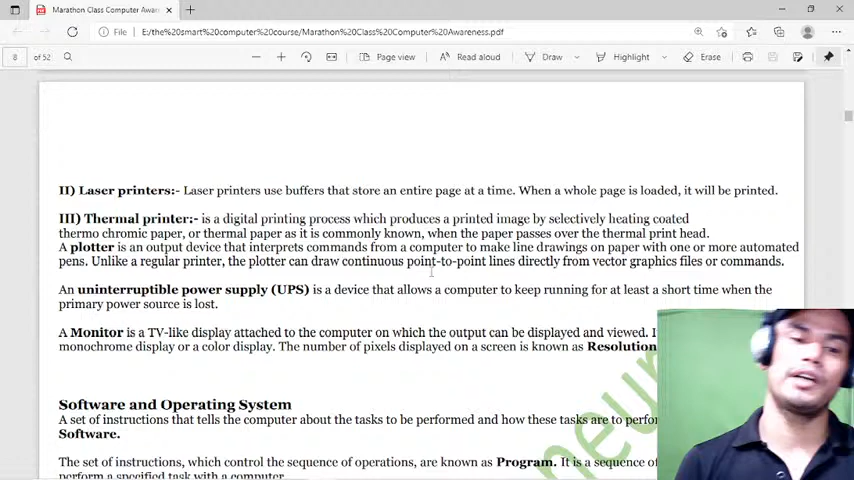 Marathon Class Computer Awar
File
E:/the%20smart%20computer%20course/Marathon%20Class%20Computer%20Awareness.pdf
8 of 52
Page view
Read aloud
Draw
Highlight
Erase
II) Laser printers:- Laser printers use buffers that store an entire page at a time. When a whole page is loaded, it will be printed.
III) Thermal printer:- is a digital printing process which produces a printed image by selectively heating coated
thermo chromic paper, or thermal paper as it is commonly known, when the paper passes over the thermal print head.
A plotter is an output device that interprets commands from a computer to make line drawings on paper with one or more automated
pens. Unlike a regular printer, the plotter can draw continuous point-to-point lines directly from vector graphics files or commands.
An uninterruptible power supply (UPS) is a device that allows a computer to keep running for at least a short time when the
primary power source is lost.
A Monitor is a TV-like display attached to the computer on which the output can be displayed and viewed. I
monochrome display or a color display. The number of pixels displayed on a screen is known as Resolution
Software and Operating System
A set of instructions that tells the computer about the tasks to be performed and how these tasks are to perfor
Software.
The set of instructions, which control the sequence of operations, are known as Program. It is a sequence of
perform a specified task with a computer.